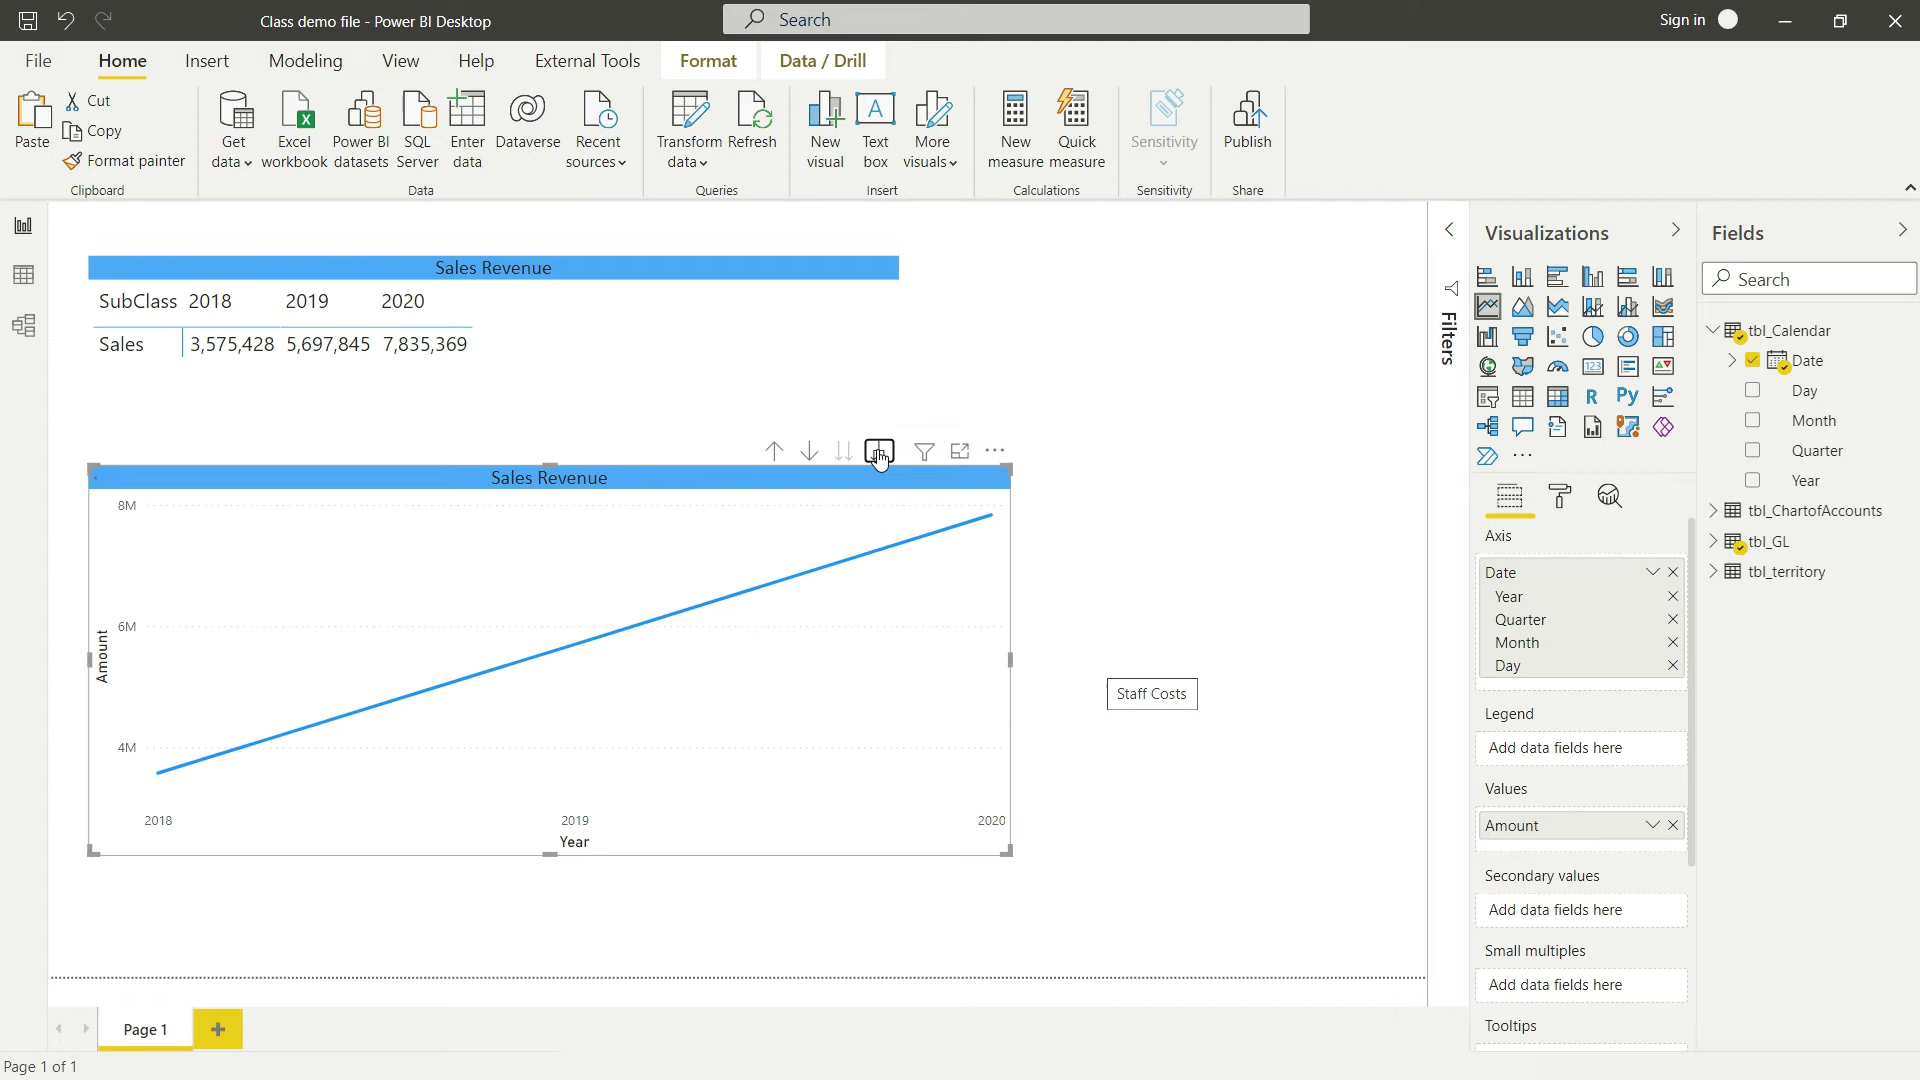 Class demo file - Power BI Desktop
Search
Sign in
File Home Insert Modeling View Help External Tools Format Data / Drill
Paste
Cut
Copy
Format painter
Clipboard
Get data
Excel workbook
Power BI datasets
SQL Server
Enter data
Dataverse
Recent sources
Data
Transform data
Refresh
Queries
New visual
A
Text box
More visuals
Insert
New measure
Quick measure
Calculations
Sensitivity
Sensitivity
Publish
Share
Sales Revenue
SubClass 2018 2019 2020
Sales 3,575,428 5,697,845 7,835,369
Sales Revenue
8M
6M
4M
Amount
2018 2019 2020
Year
Staff Costs
Filters
Visualizations
123
R Py
Axis
Date
Year
Quarter
Month
Day
Legend
Add data fields here
Values
Amount
Secondary values
Add data fields here
Small multiples
Add data fields here
Tooltips
Fields
Search
tbl_Calendar
Date
Day
Month
Quarter
Year
tbl_ChartofAccounts
tbl_GL
tbl_territory
Page 1
Page 1 of 1